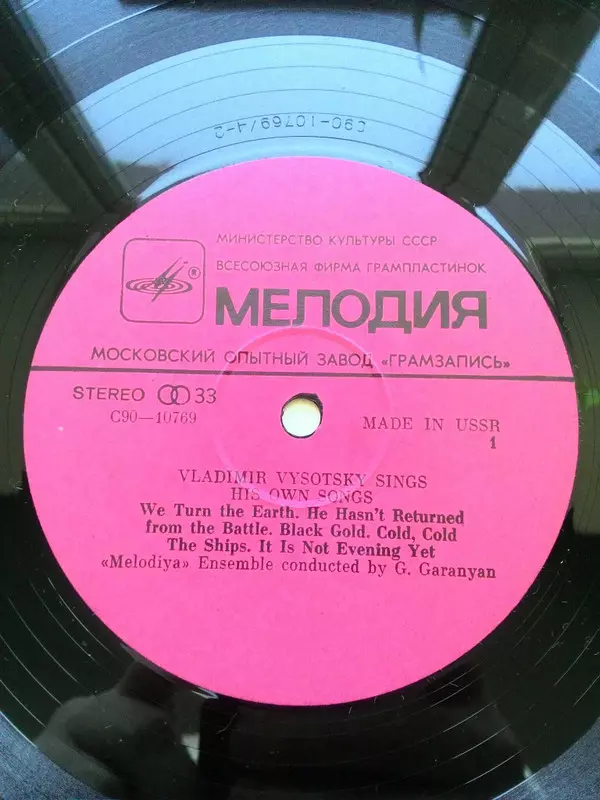 С90-10769/4-2
МИНИСТЕРСТВО КУЛЬТУРЫ СССР
ВСЕСОЮЗНАЯ ФИРМА ГРАМПЛАСТИНОК
®
МЕЛОДИЯ
МОСКОВСКИЙ ОПЫТНЫЙ ЗАВОД «ГРАМЗАПИСЬ»
STEREO 33
С90—10769
MADE IN USSR
1
VLADIMIR VYSOTSKY SINGS
HIS OWN SONGS
We Turn the Earth. He Hasn't Returned
from the Battle. Black Gold. Cold, Cold
The Ships. It Is Not Evening Yet
«Melodiya» Ensemble conducted by G. Garanyan